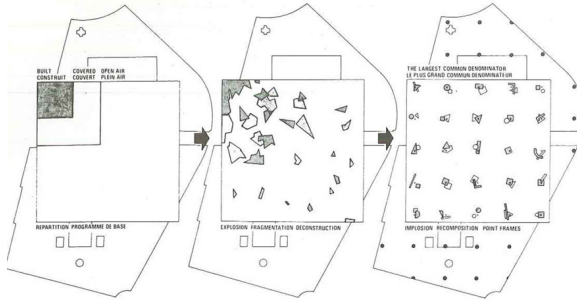 BUILT COVERED OPEN AIR
CONSTRUIT COUVERT PLEIN AIR
REPARTITION PROGRAMME DE BASE
EXPLOSION FRAGMENTATION DECONSTRUCTION
THE LARGEST COMMON DENOMINATOR
LE PLUS GRAND COMMUN DENOMINATEUR
IMPLOSION RECOMPOSITION POINT FRAMES